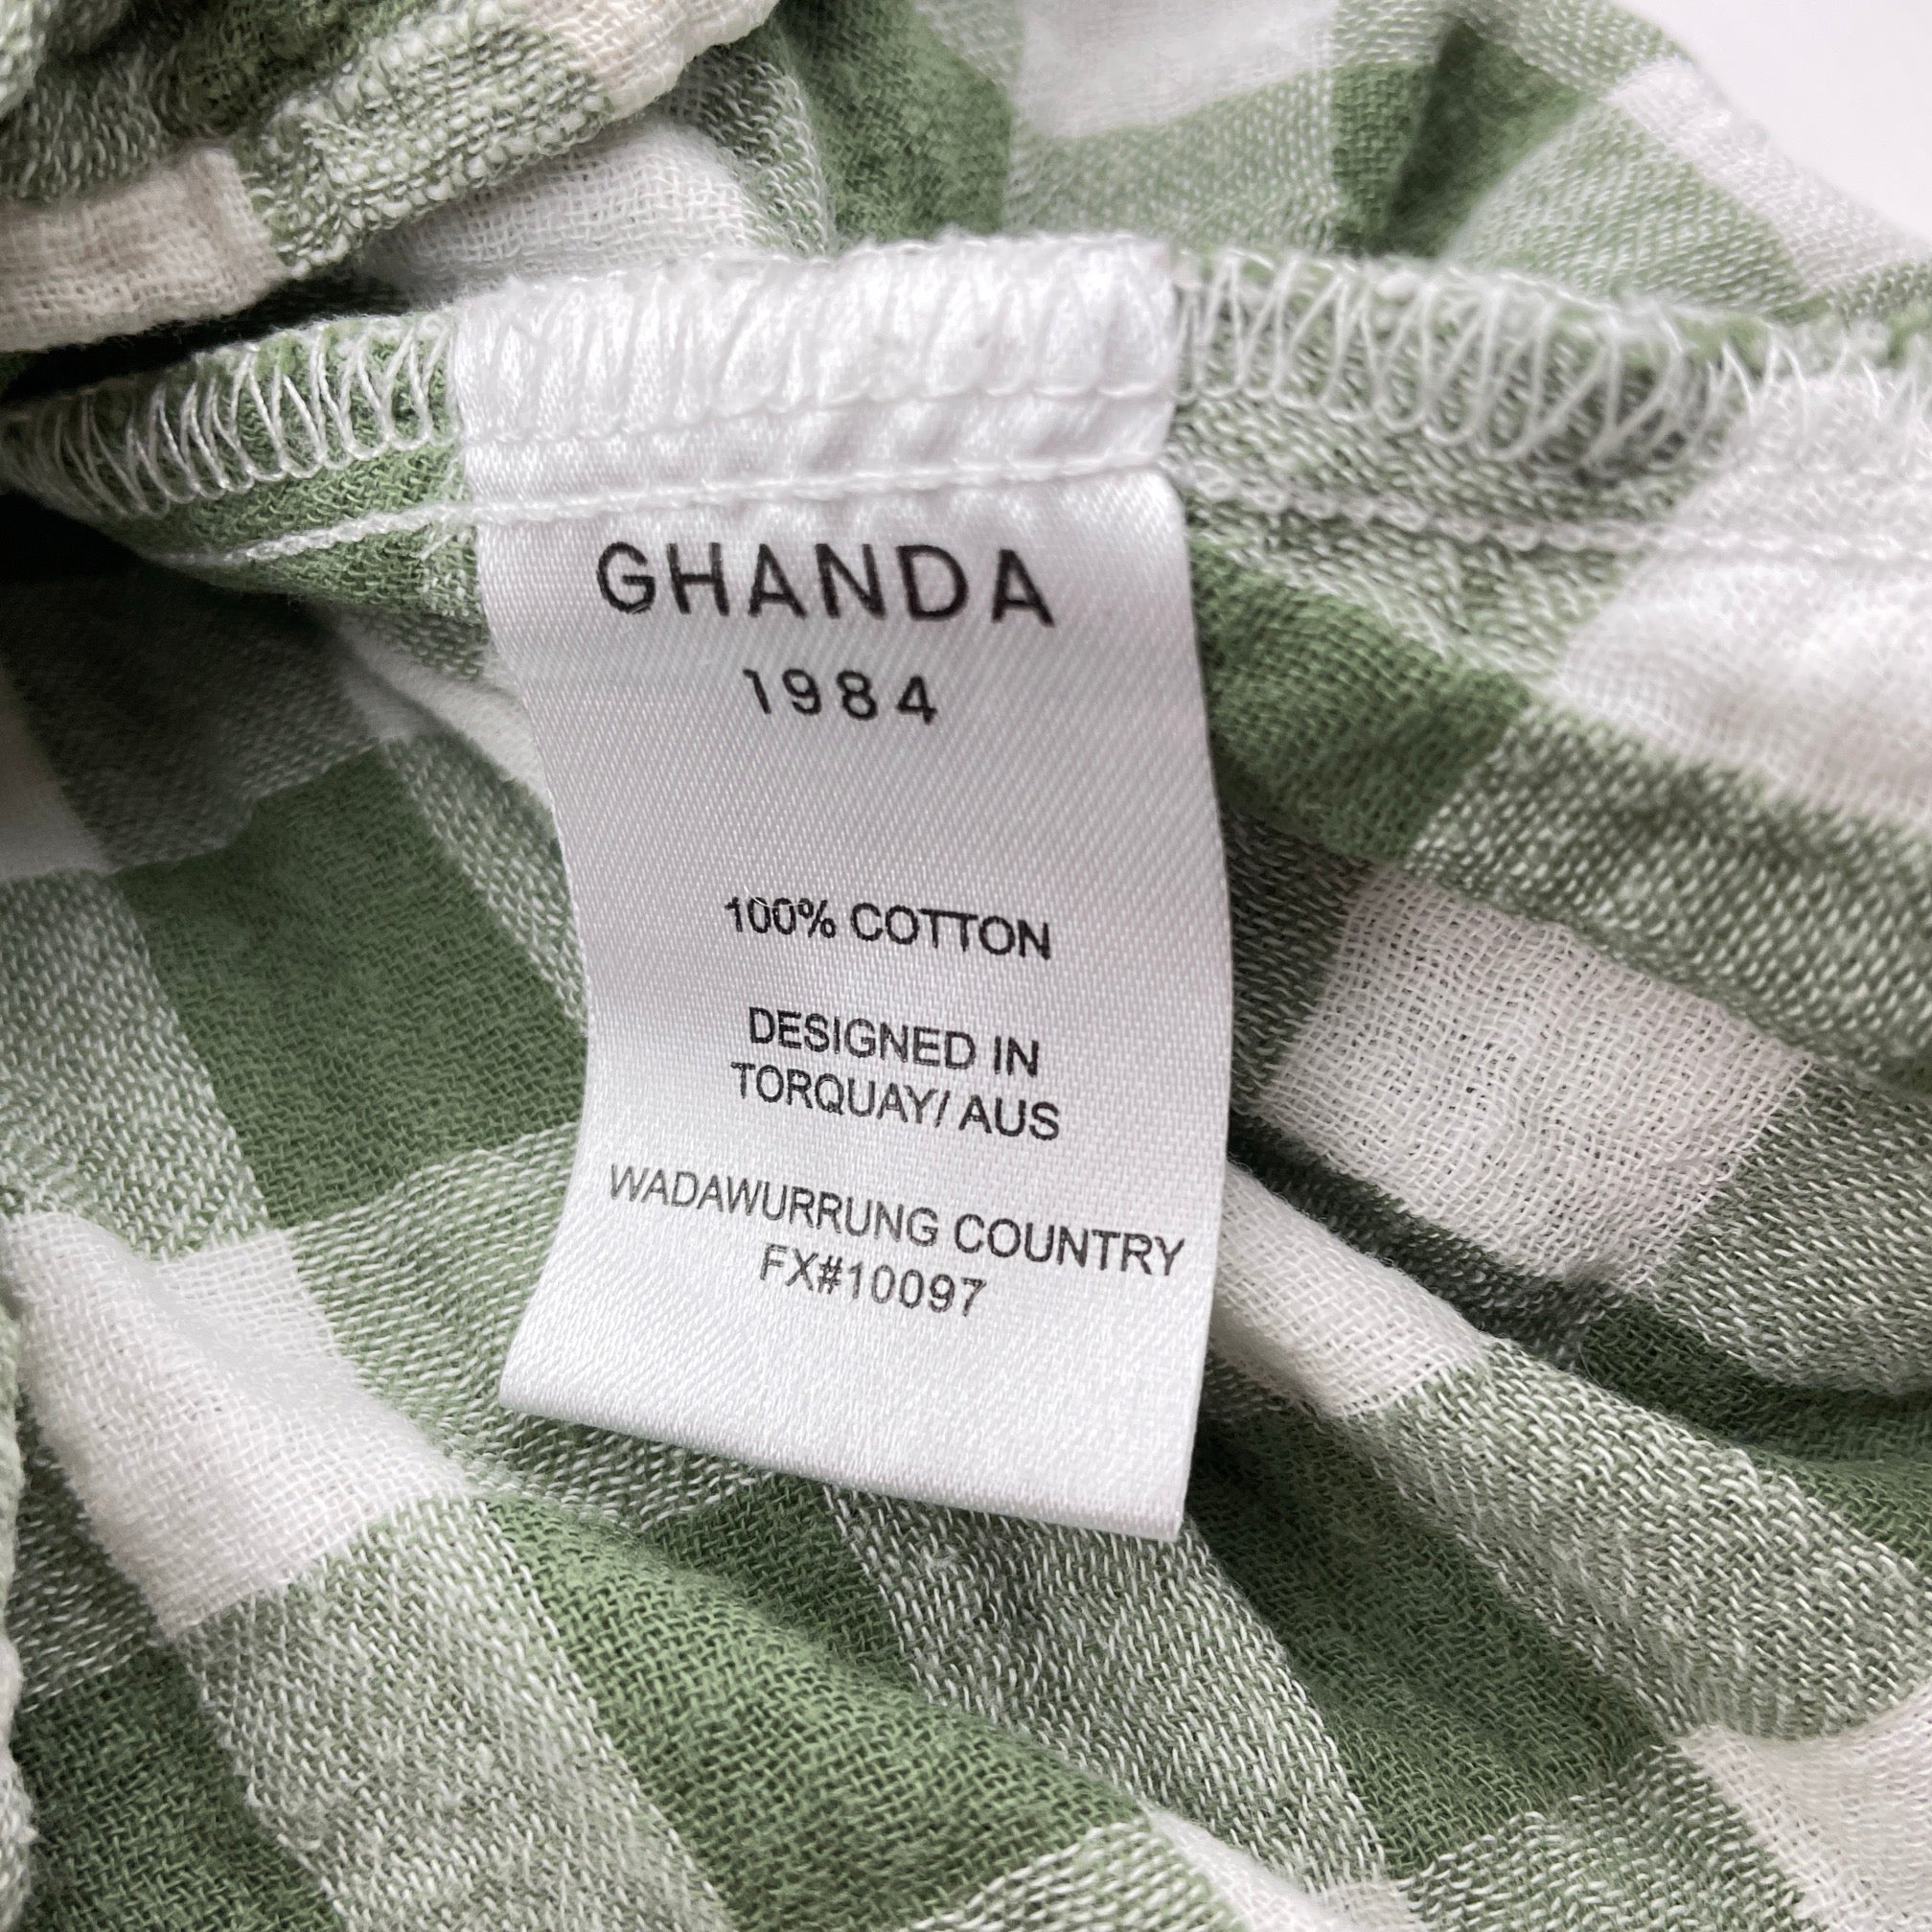 GHANDA
1984
100% COTTON
DESIGNED IN
TORQUAY/ AUS
WADAWURRUNG COUNTRY
FX#10097